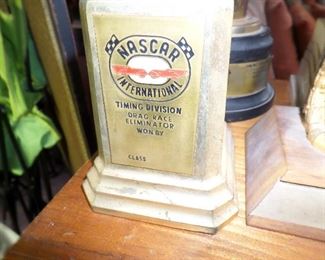 NASCAR
INTERNATIONAL
TIMING DIVISION
DRAG RACE
ELIMINATOR
WON BY
CLASS